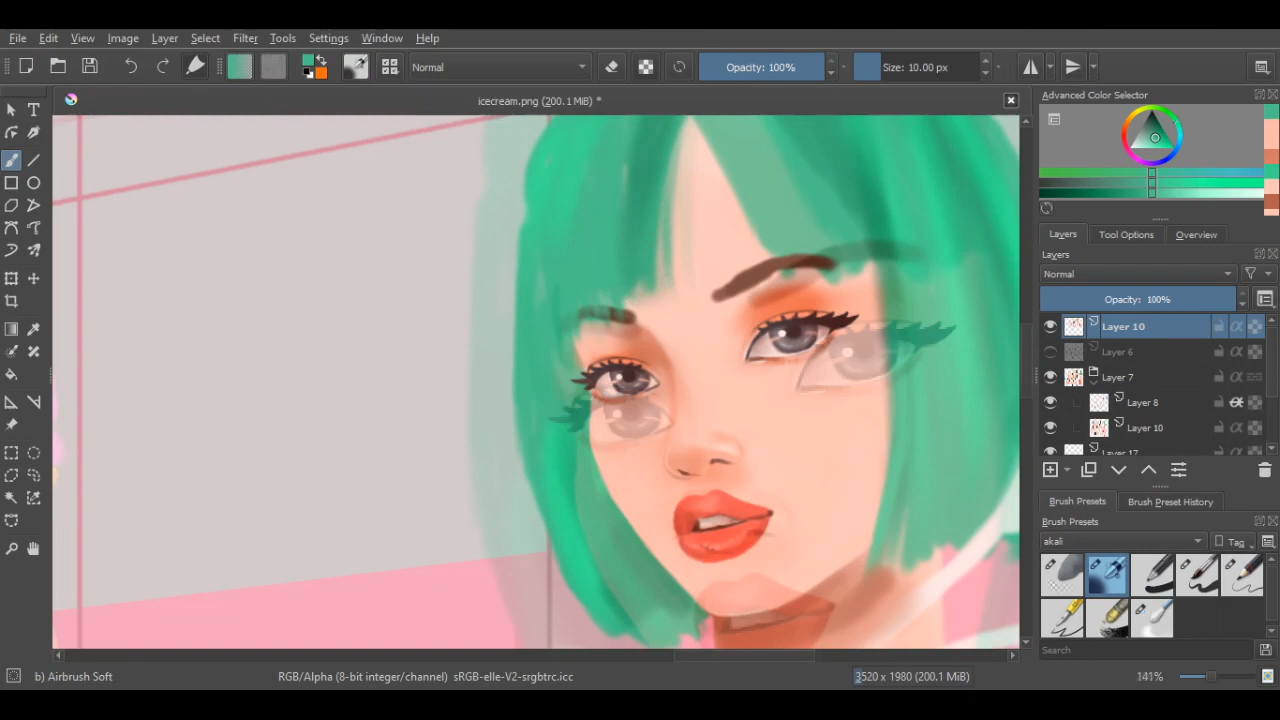 File Edit View Image Layer Select Filter Tools Settings Window Help
Normal
Opacity: 100%
Size: 10.00 px
icecream.png (200.1 MiB) *
Advanced Color Selector
Layers Tool Options Overview
Layers
Normal
Opacity: 100%
Layer 10
Layer 6
Layer 7
Layer 8
Layer 10
Layer 17
Brush Presets Brush Preset History
Brush Presets
akali
Tag
Search
b) Airbrush Soft
RGB/Alpha (8-bit integer/channel) sRGB-elle-V2-srgbtrc.icc
3520 x 1980 (200.1 MiB)
141%